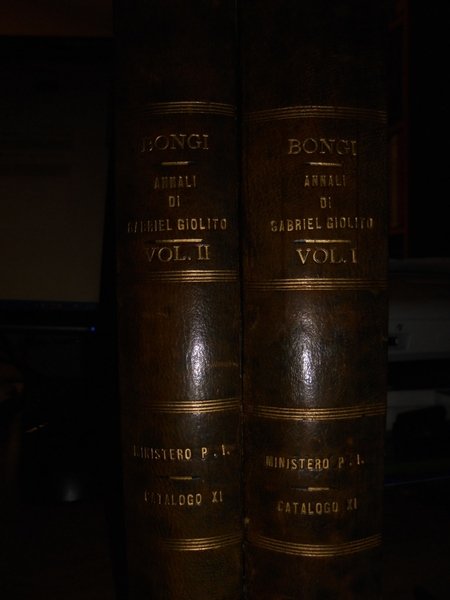 BONGI
ANNALI
DI
GABRIEL GIOLITO
VOL. II
MINISTERO P. I.
CATALOGO XI
BONGI
ANNALI
DI
GABRIEL GIOLITO
VOL. I
MINISTERO P. I.
CATALOGO XI